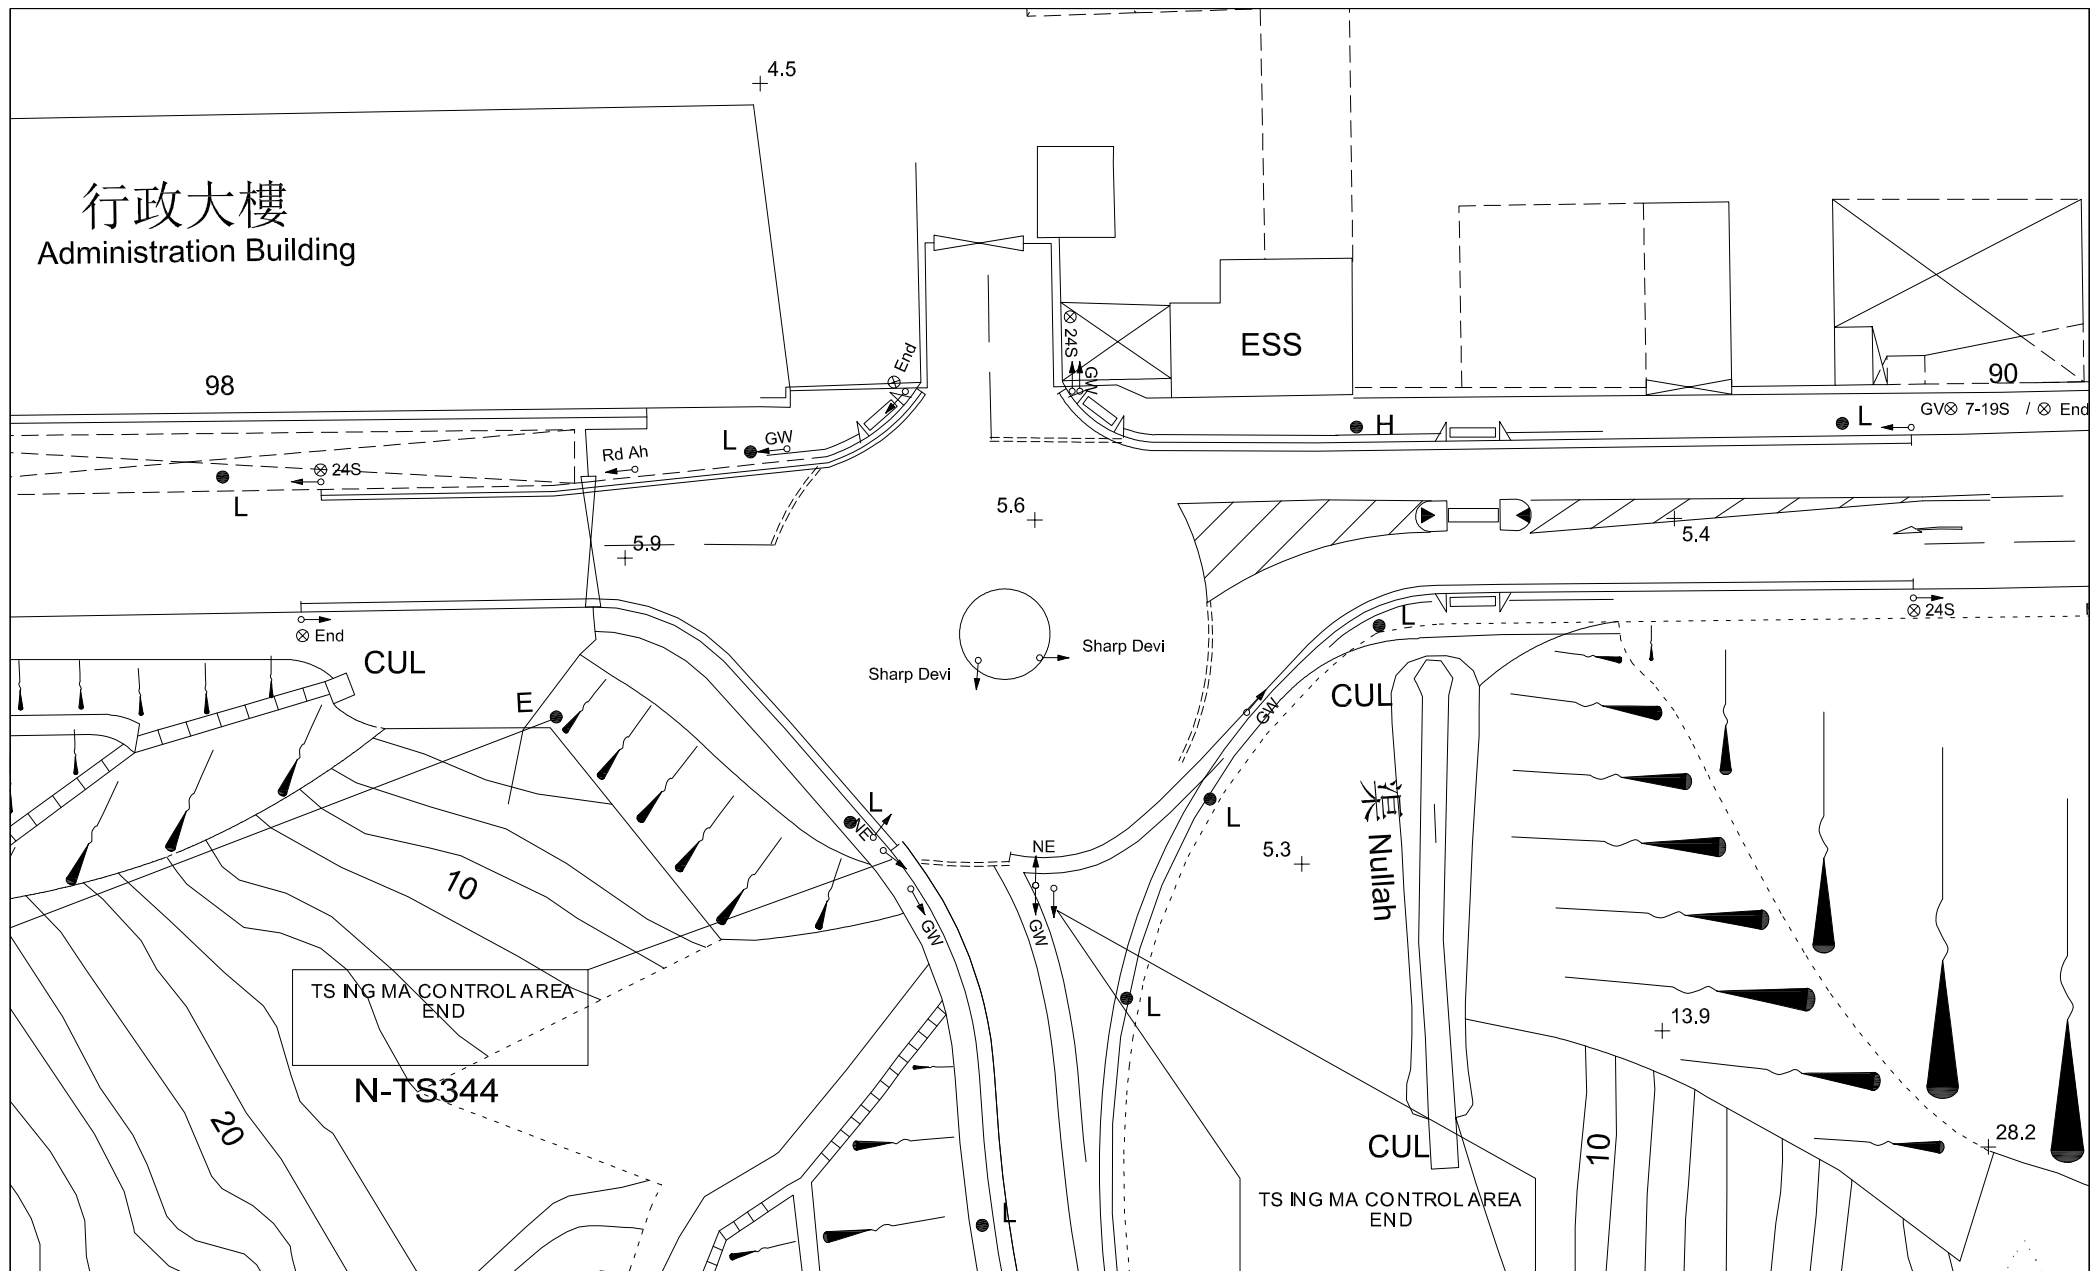 4.5
行政大樓
Administration Building
98
End
24S
GW
ESS
90
H
L
GV⊗ 7-19S / ⊗ End
L
GW
Rd Ah
⊗ 24S
L
5.6
5.9
5.4
⊗ End
⊗ 24S
L
CUL
Sharp Devi
Sharp Devi
E
CUL
GW
L
NE
L
渠 Nullah
NE
5.3
10
GW
GW
TS ING MA CONTROL AREA
END
L
13.9
N-TS344
20
CUL
10
28.2
TS ING MA CONTROL AREA
END
L